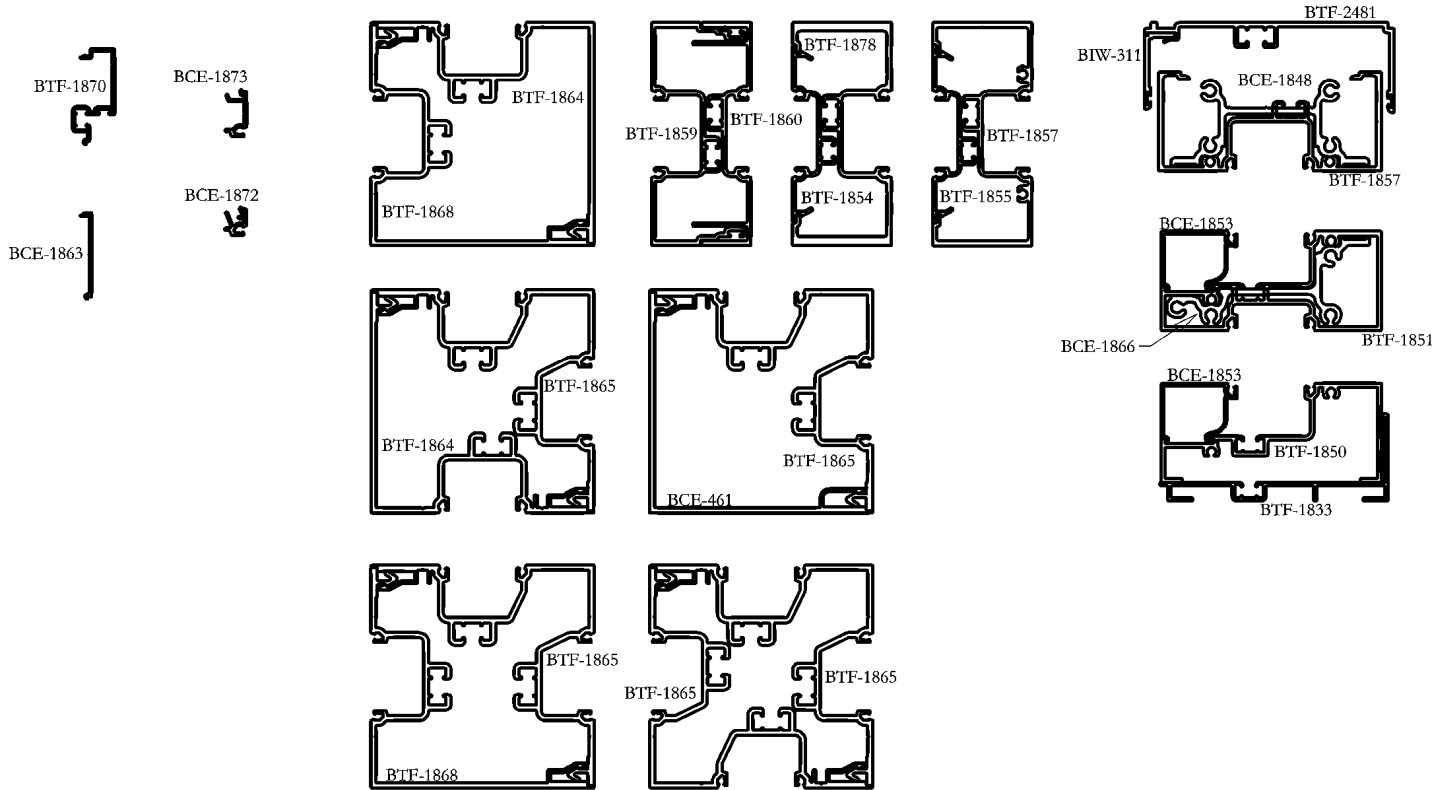 BTF-2481
BTF-1878
BIW-311
BCE-1873
BCE-1848
BTF-1870
BTF-1864
BTF-1860
BTF-1859
BTF-1857
BTF-1857
BCE-1872
BTF-1854
BTF-1855
BTF-1868
BCE-1853
BCE-1863
BTF-1851
BCE-1866
BCE-1853
BTF-1865
BTF-1864
BTF-1865
BTF-1850
BCE-461
BTF-1833
BTF-1865
BTF-1865
BTF-1865
BTF-1868